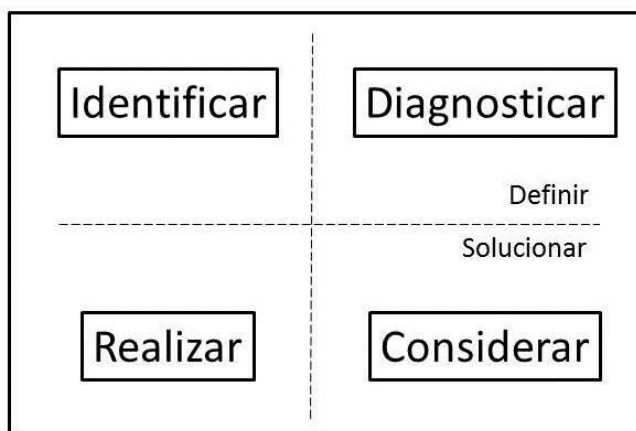 Identificar
Diagnosticar
Definir
Solucionar
Realizar
Considerar